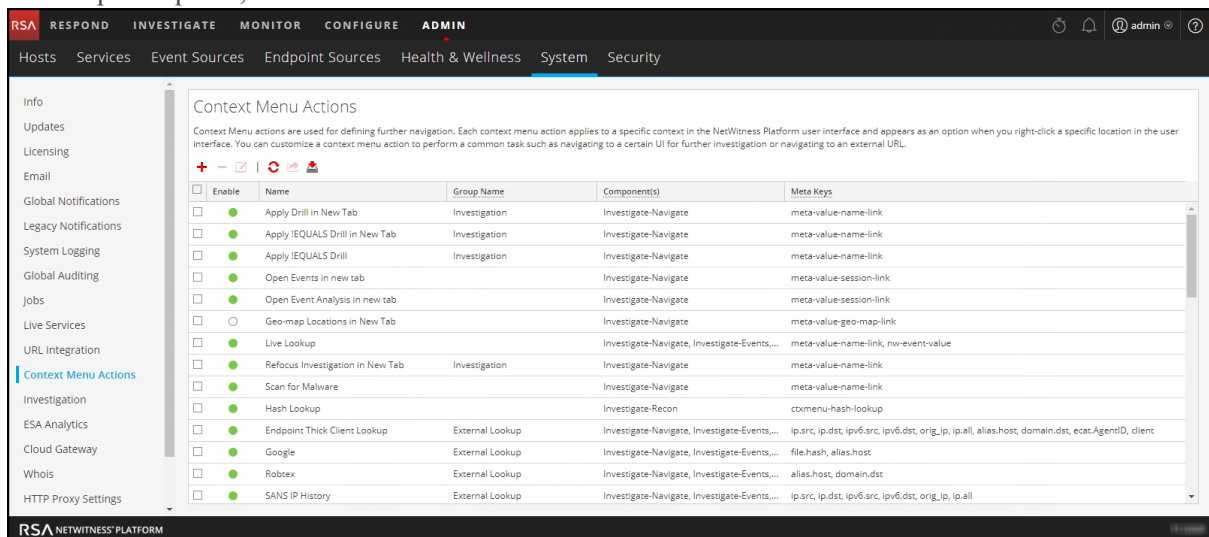 RSA RESPOND INVESTIGATE MONITOR CONFIGURE ADMIN admin
Hosts Services Event Sources Endpoint Sources Health & Wellness System Security
Info
Updates
Licensing
Email
Global Notifications
Legacy Notifications
System Logging
Global Auditing
Jobs
Live Services
URL Integration
Context Menu Actions
Investigation
ESA Analytics
Cloud Gateway
Whois
HTTP Proxy Settings
Context Menu Actions
Context Menu actions are used for defining further navigation. Each context menu action applies to a specific context in the NetWitness Platform user interface and appears as an option when you right-click a specific location in the user
interface. You can customize a context menu action to perform a common task such as navigating to a certain UI for further investigation or navigating to an external URL.
Enable Name Group Name Component(s) Meta Keys
Apply Drill in New Tab Investigation Investigate-Navigate meta-value-name-link
Apply !EQUALS Drill in New Tab Investigation Investigate-Navigate meta-value-name-link
Apply !EQUALS Drill Investigation Investigate-Navigate meta-value-name-link
Open Events in new tab Investigate-Navigate meta-value-session-link
Open Event Analysis in new tab Investigate-Navigate meta-value-session-link
Geo-map Locations in New Tab Investigate-Navigate meta-value-geo-map-link
Live Lookup Investigate-Navigate, Investigate-Events,... meta-value-name-link, nw-event-value
Refocus Investigation in New Tab Investigation Investigate-Navigate meta-value-name-link
Scan for Malware Investigate-Navigate meta-value-name-link
Hash Lookup Investigate-Recon ctxmenu-hash-lookup
Endpoint Thick Client Lookup External Lookup Investigate-Navigate, Investigate-Events,... ip.src, ip.dst, ipv6.src, ipv6.dst, orig_ip, ip.all, alias.host, domain.dst, ecat.AgentID, client
Google External Lookup Investigate-Navigate, Investigate-Events,... file.hash, alias.host
Robtex External Lookup Investigate-Navigate, Investigate-Events,... alias.host, domain.dst
SANS IP History External Lookup Investigate-Navigate, Investigate-Events,... ip.src, ip.dst, ipv6.src, ipv6.dst, orig_ip, ip.all
RSA NETWITNESS PLATFORM